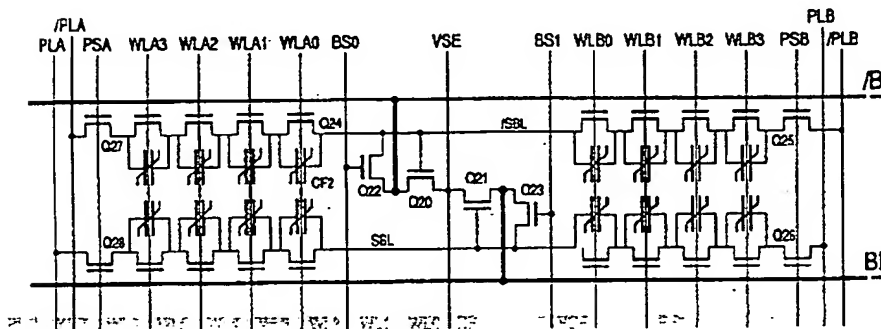 /PLA PLB
PLA PSA WLA3 WLA2 WLA1 WLA0 BS0 VSE BS1 WLB0 WLB1 WLB2 WLB3 PSB /PLB
Q24 /SBL
Q27 Q25
CF2 Q22 Q20 Q21 Q23
Q28 SBL Q26